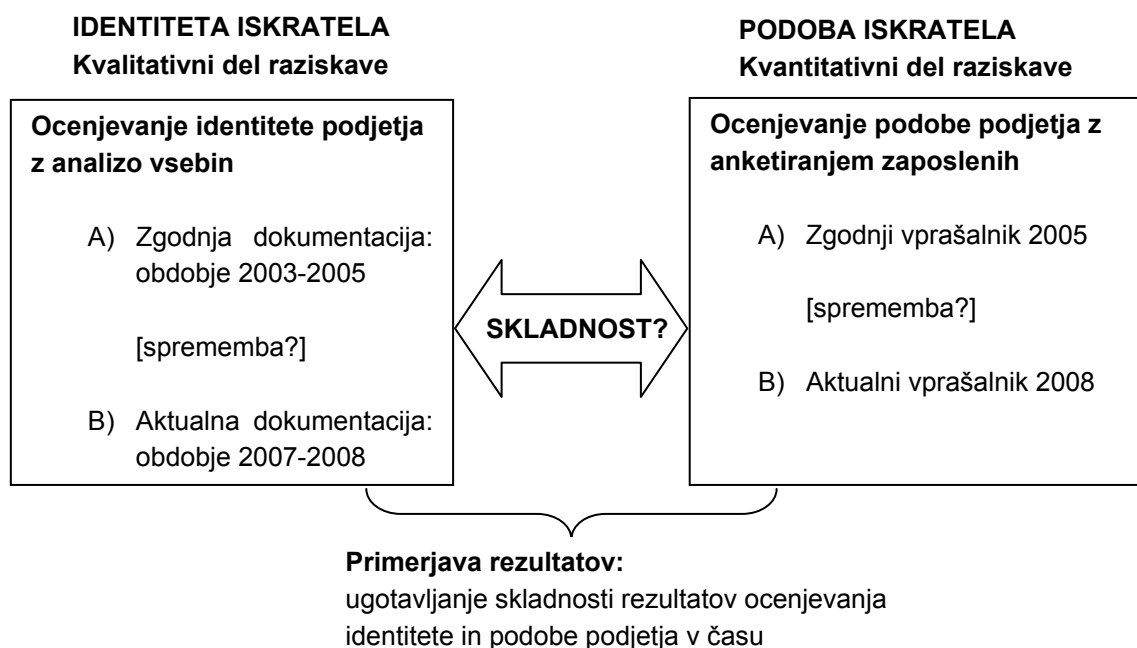 IDENTITETA ISKRATELA
Kvalitativni del raziskave
Ocenjevanje identitete podjetja
z analizo vsebin
A) Zgodnja dokumentacija:
obdobje 2003-2005
[sprememba?]
B) Aktualna dokumentacija:
obdobje 2007-2008
SKLADNOST?
PODOBA ISKRATELA
Kvantitativni del raziskave
Ocenjevanje podobe podjetja z
anketiranjem zaposlenih
A) Zgodnji vprašalnik 2005
[sprememba?]
B) Aktualni vprašalnik 2008
Primerjava rezultatov:
ugotavljanje skladnosti rezultatov ocenjevanja
identitete in podobe podjetja v času